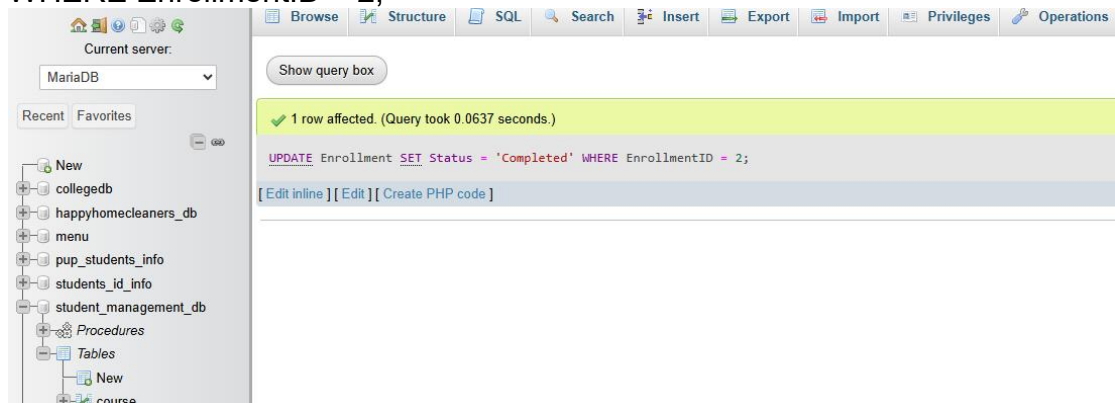 WHERE EnrollmentID = 2;
Browse Structure SQL Search Insert Export Import Privileges Operations
Current server:
MariaDB
Recent Favorites
New
collegedb
happyhomecleaners_db
menu
pup_students_info
students_id_info
student_management_db
Procedures
Tables
New
course
Show query box
1 row affected. (Query took 0.0637 seconds.)
UPDATE Enrollment SET Status = 'Completed' WHERE EnrollmentID = 2;
[ Edit inline ] [ Edit ] [ Create PHP code ]